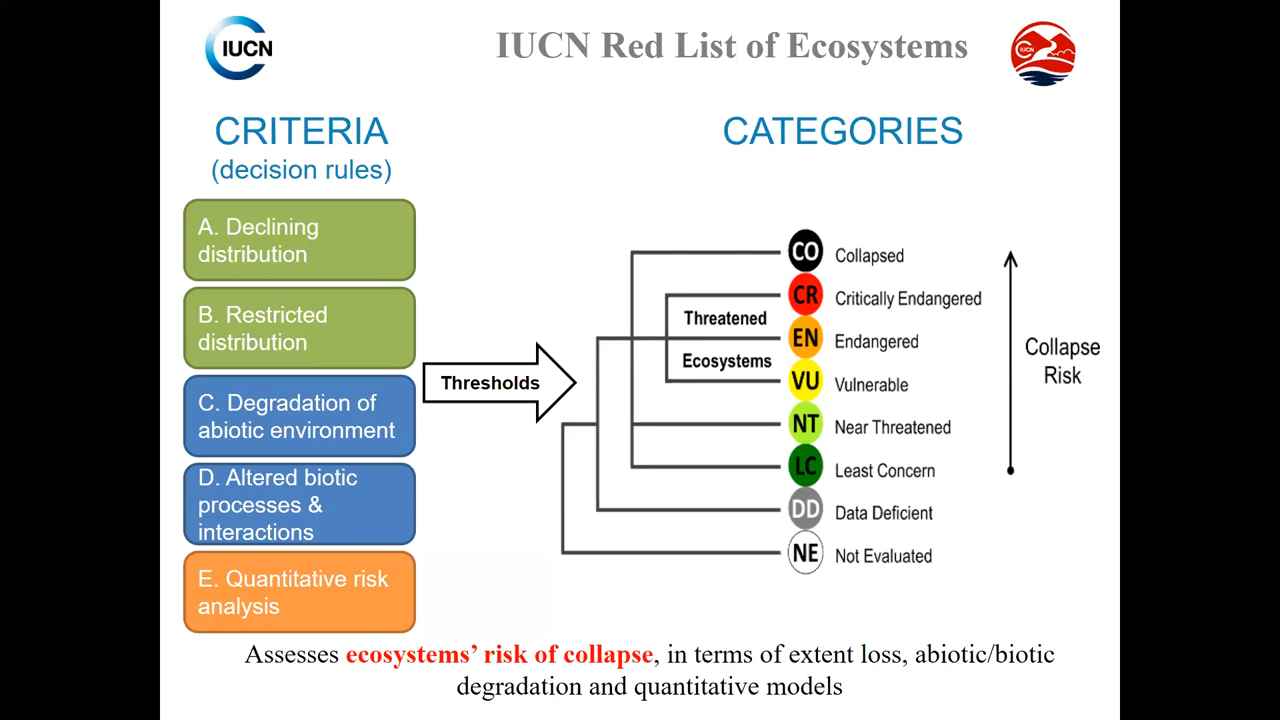 IUCN
IUCN Red List of Ecosystems
IUCN
CRITERIA
(decision rules)
A. Declining
distribution
B. Restricted
distribution
C. Degradation of
abiotic environment
D. Altered biotic
processes &
interactions
E. Quantitative risk
analysis
Thresholds
CATEGORIES
CO Collapsed
CR Critically Endangered
Threatened
EN Endangered
Ecosystems
VU Vulnerable
NT Near Threatened
LC Least Concern
DD Data Deficient
NE Not Evaluated
Collapse
Risk
Assesses ecosystems’ risk of collapse, in terms of extent loss, abiotic/biotic
degradation and quantitative models